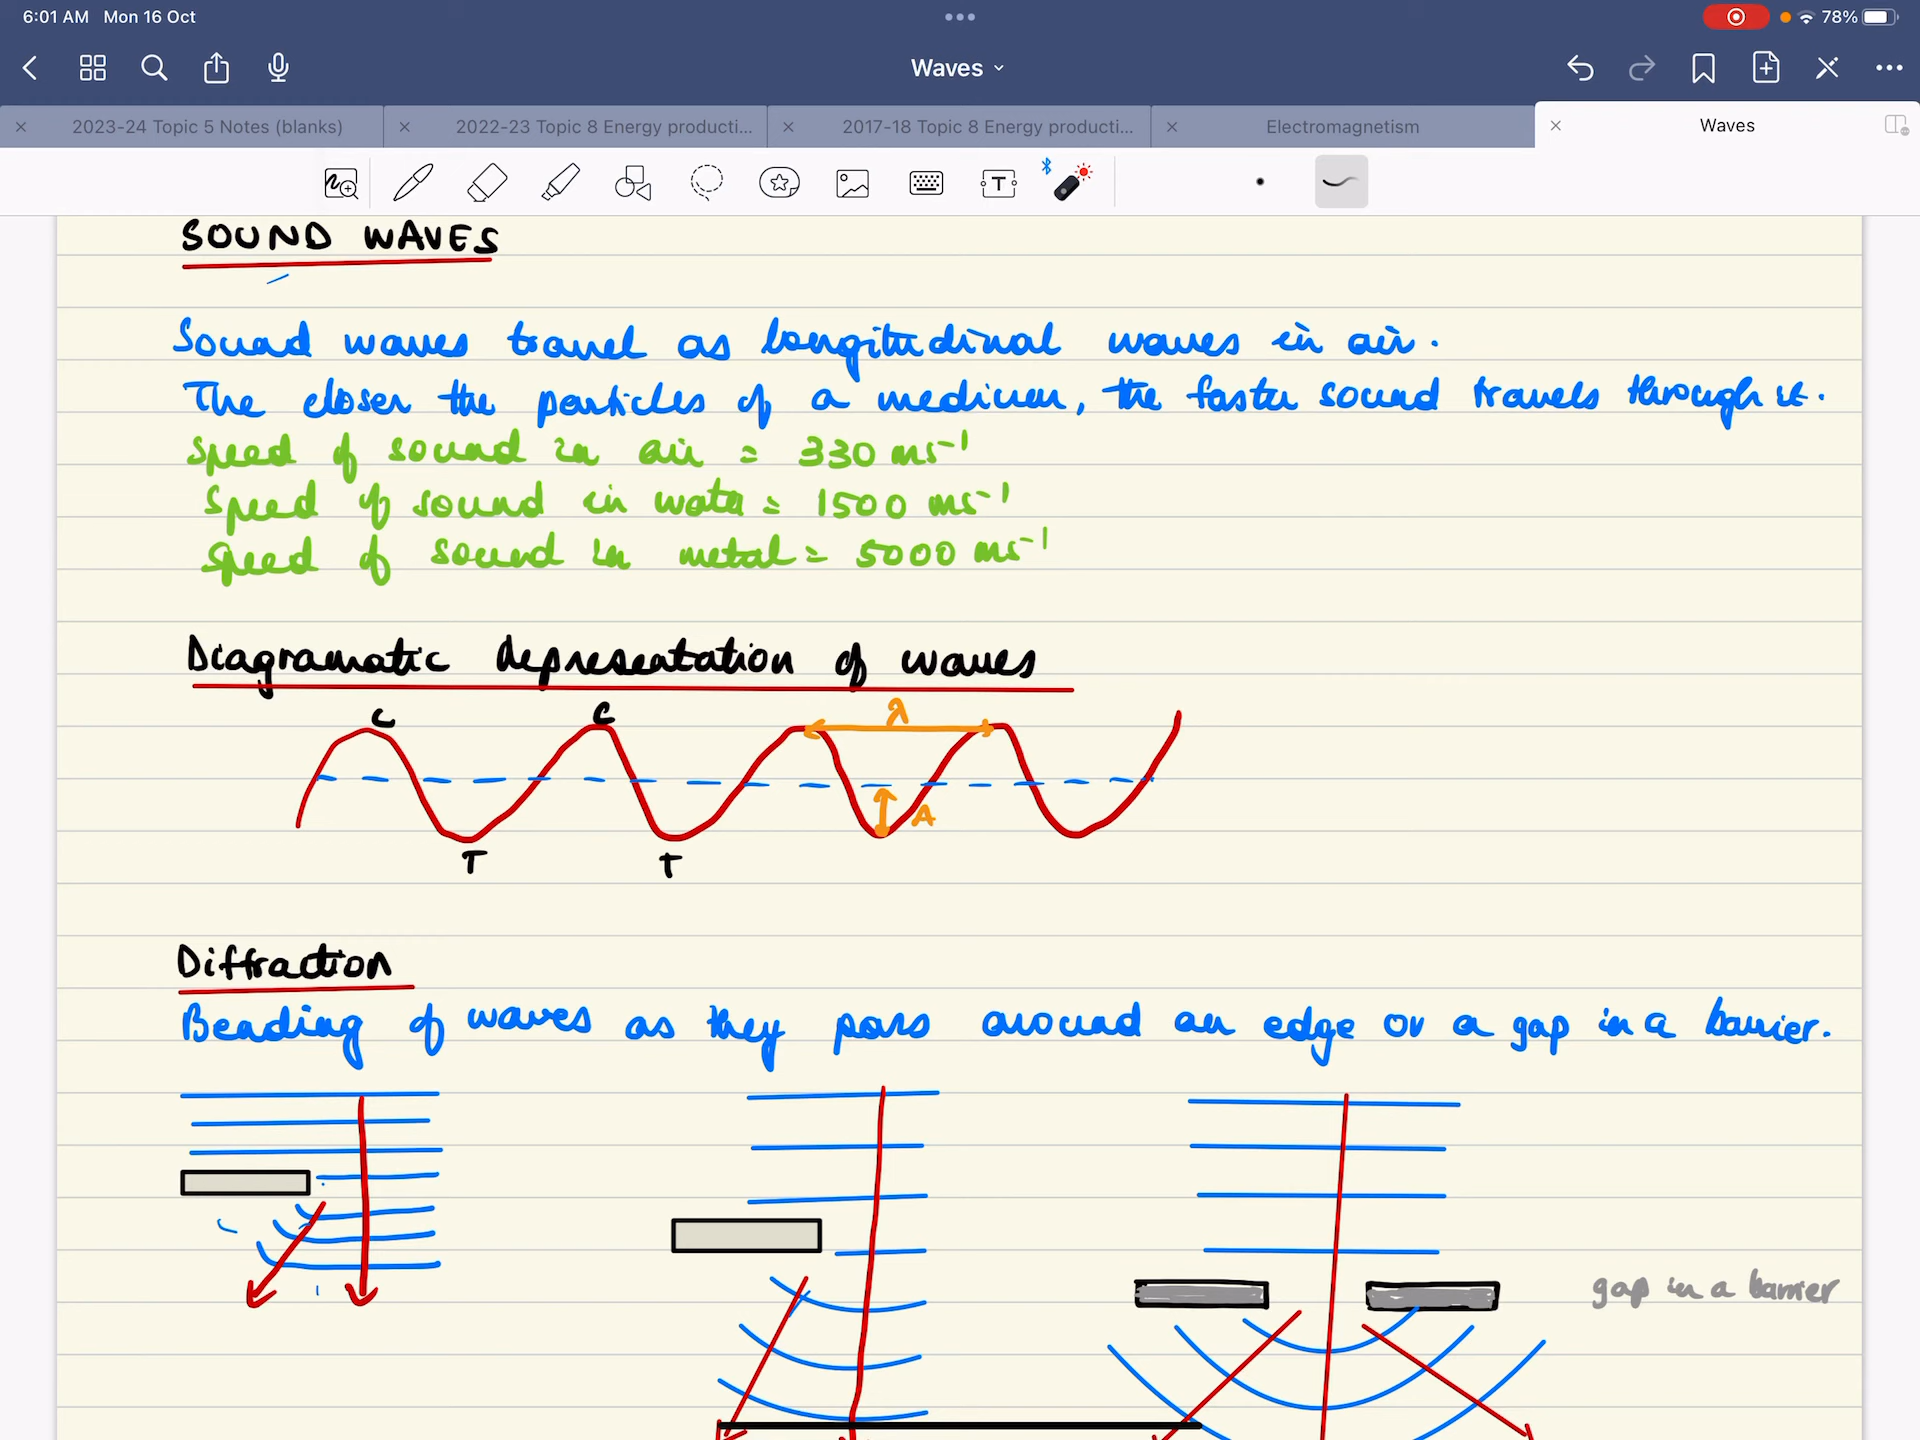 6:01 AM Mon 16 Oct
78%
Waves
2023-24 Topic 5 Notes (blanks)
2022-23 Topic 8 Energy producti...
2017-18 Topic 8 Energy producti...
Electromagnetism
Waves
SOUND WAVES
Sound waves travel as longitudinal waves in air.
The closer the particles of a medium, the faster sound travels through it.
Speed of sound in air = 330 ms⁻¹
Speed of sound in water = 1500 ms⁻¹
Speed of sound in metal = 5000 ms⁻¹
Diagramatic representation of waves
C C λ
A
T T
Diffraction
Bending of waves as they pass around an edge or a gap in a barrier.
gap in a barrier